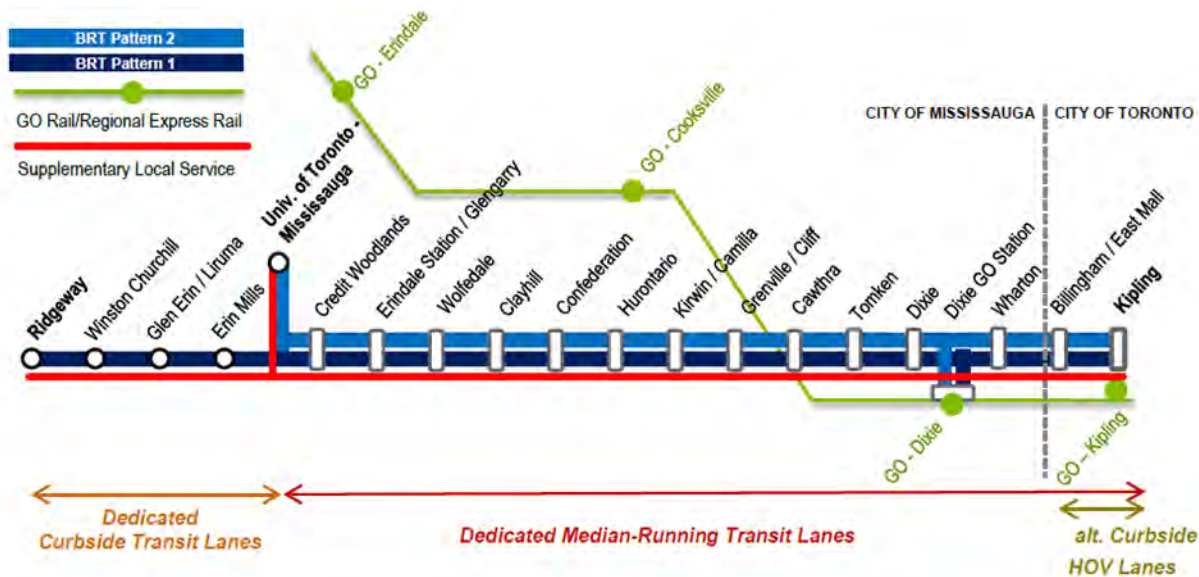 BRT Pattern 2
BRT Pattern 1
GO Rail/Regional Express Rail
Supplementary Local Service
GO - Erindale
GO - Cooksville
CITY OF MISSISSAUGA
CITY OF TORONTO
Ridgeway
Winston Churchill
Glen Erin / Liruma
Erin Mills
Univ. of Toronto -
Mississauga
Credit Woodlands
Erindale Station / Glengarry
Wolfedale
Clayhill
Confederation
Hurontario
Kirwin / Camilla
Grenville / Cliff
Cawthra
Tomken
Dixie
Dixie GO Station
Wharton
Billingham / East Mall
Kipling
GO - Dixie
GO – Kipling
Dedicated
Curbside Transit Lanes
Dedicated Median-Running Transit Lanes
alt. Curbside
HOV Lanes